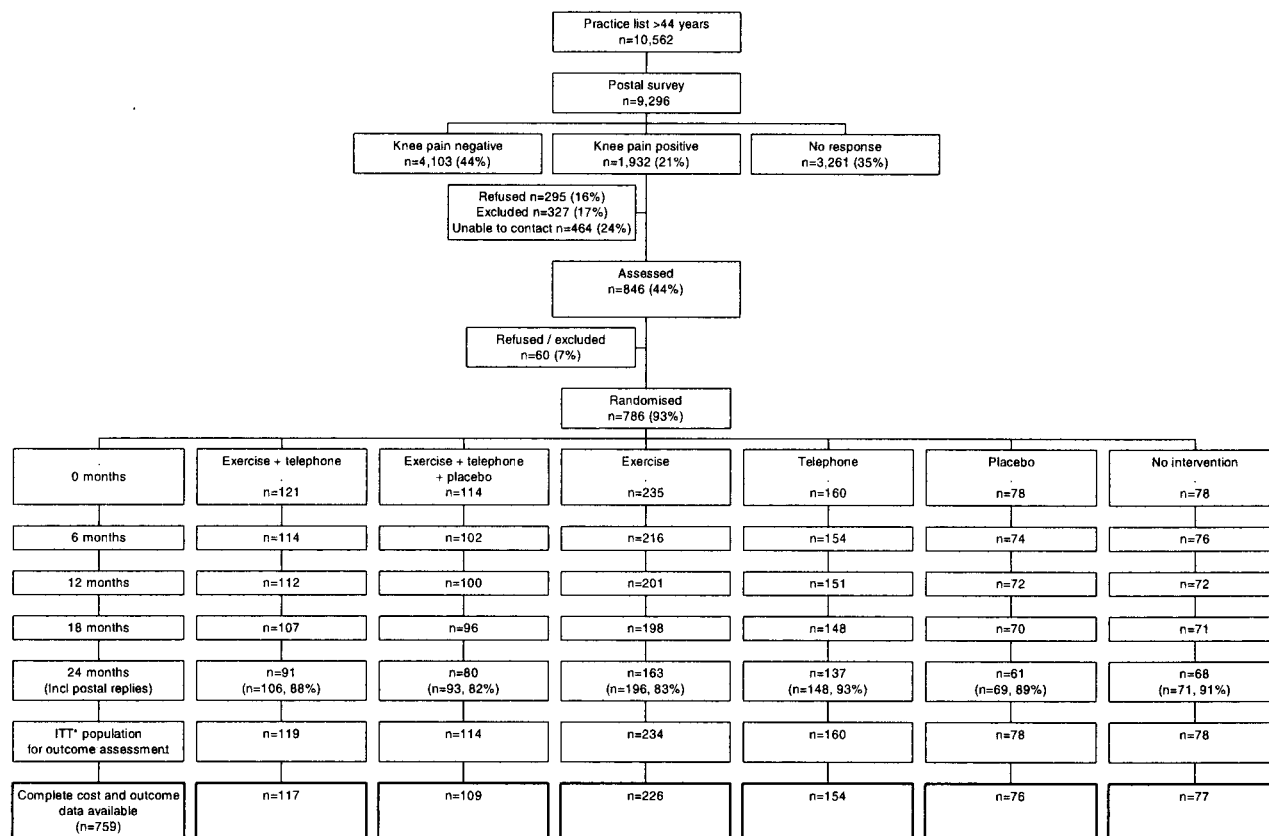 Practice list >44 years
n=10,562
Postal survey
n=9,296
Knee pain negative
n=4,103 (44%)
Knee pain positive
n=1,932 (21%)
No response
n=3,261 (35%)
Refused n=295 (16%)
Excluded n=327 (17%)
Unable to contact n=464 (24%)
Assessed
n=846 (44%)
Refused / excluded
n=60 (7%)
Randomised
n=786 (93%)
0 months
Exercise + telephone
n=121
Exercise + telephone
+ placebo
n=114
Exercise
n=235
Telephone
n=160
Placebo
n=78
No intervention
n=78
6 months
n=114
n=102
n=216
n=154
n=74
n=76
12 months
n=112
n=100
n=201
n=151
n=72
n=72
18 months
n=107
n=96
n=198
n=148
n=70
n=71
24 months
(Incl postal replies)
n=91
(n=106, 88%)
n=80
(n=93, 82%)
n=163
(n=196, 83%)
n=137
(n=148, 93%)
n=61
(n=69, 89%)
n=68
(n=71, 91%)
ITT* population
for outcome assessment
n=119
n=114
n=234
n=160
n=78
n=78
Complete cost and outcome
data available
(n=759)
n=117
n=109
n=226
n=154
n=76
n=77